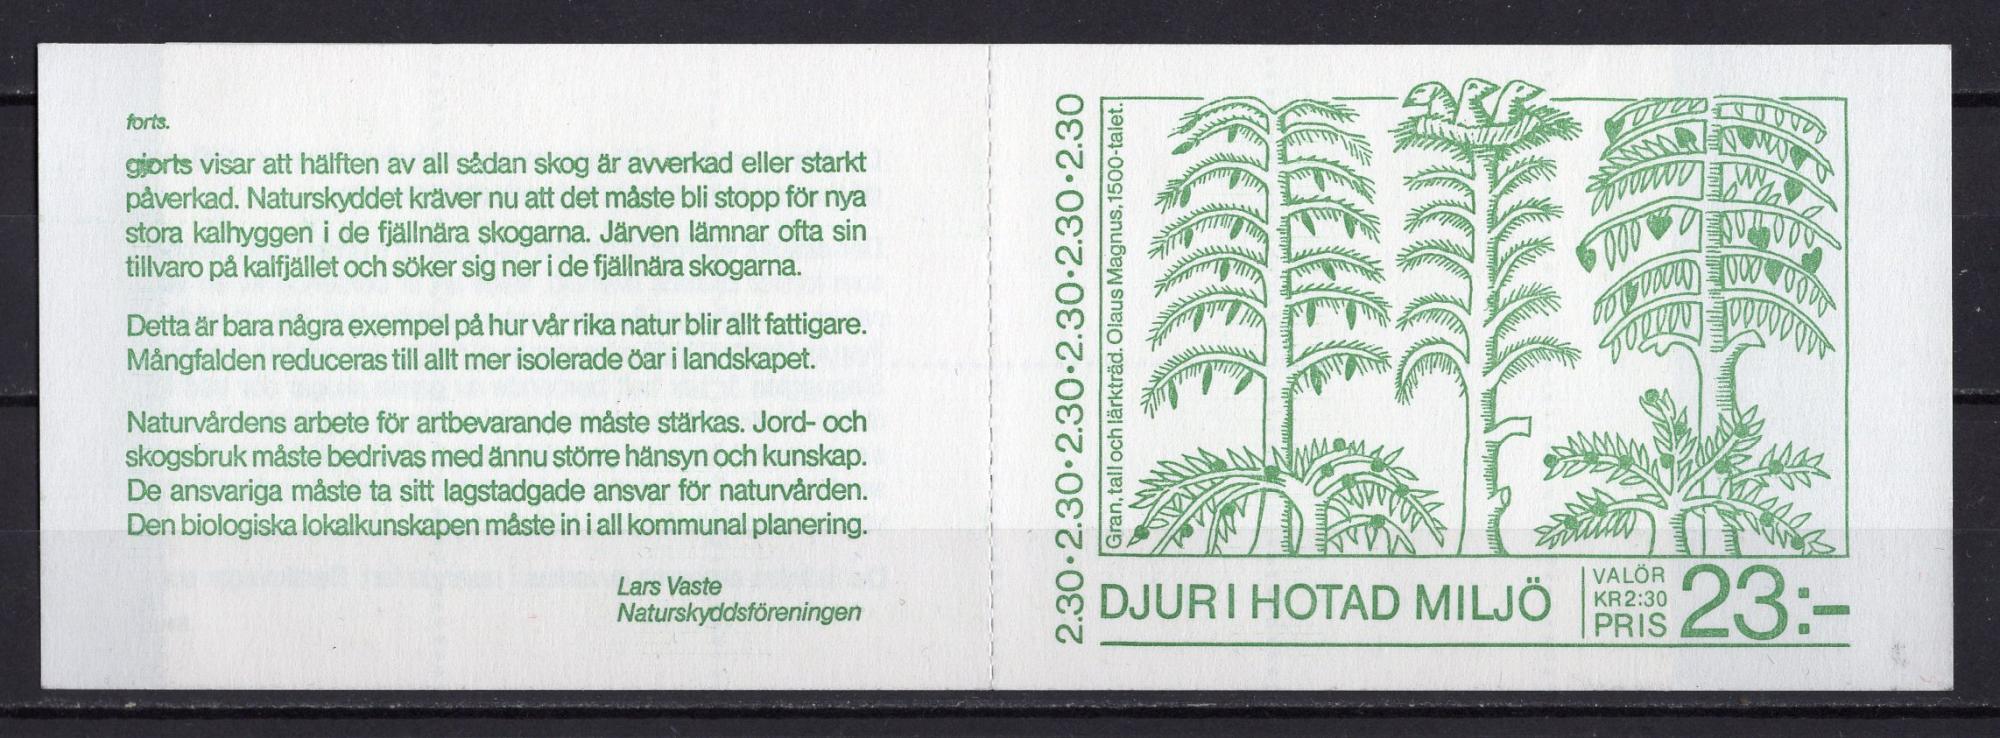 forts.
gjorts visar att hälften av all sådan skog är avverkad eller starkt
påverkad. Naturskyddet kräver nu att det måste bli stopp för nya
stora kalhyggen i de fjällnära skogarna. Järven lämnar ofta sin
tillvaro på kalfjället och söker sig ner i de fjällnära skogarna.
Detta är bara några exempel på hur vår rika natur blir allt fattigare.
Mångfalden reduceras till allt mer isolerade öar i landskapet.
Naturvårdens arbete för artbevarande måste stärkas. Jord- och
skogsbruk måste bedrivas med ännu större hänsyn och kunskap.
De ansvariga måste ta sitt lagstadgade ansvar för naturvården.
Den biologiska lokalkunskapen måste in i all kommunal planering.
Lars Vaste
Naturskyddsföreningen
2.30•2.30•2.30•2.30•2.30•2.30
Gran, tall och lärkträd. Olaus Magnus, 1500-talet.
DJUR I HOTAD MILJÖ
VALÖR
KR 2:30
PRIS 23:-